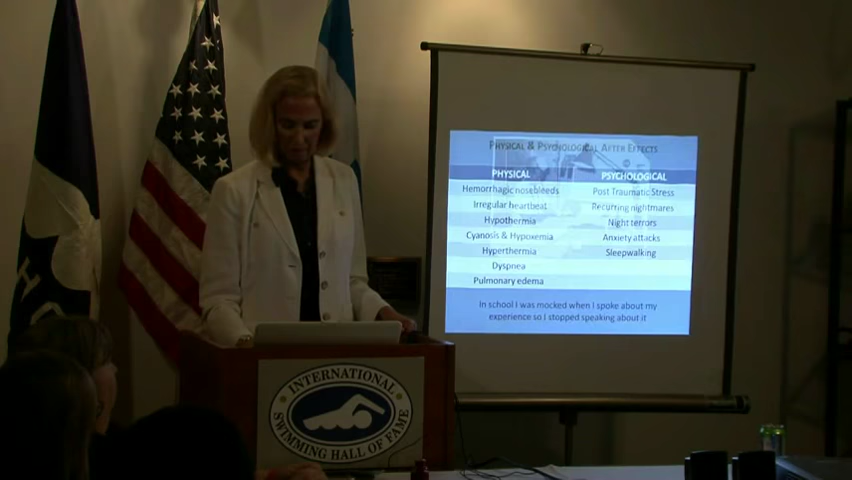 PHYSICAL & PSYCHOLOGICAL AFTER EFFECTS
PHYSICAL PSYCHOLOGICAL
Hemorrhagic nosebleeds Post Traumatic Stress
Irregular heartbeat Recurring nightmares
Hypothermia Night terrors
Cyanosis & Hypoxemia Anxiety attacks
Hyperthermia Sleepwalking
Dyspnea
Pulmonary edema
In school I was mocked when I spoke about my
experience so I stopped speaking about it
INTERNATIONAL
SWIMMING HALL OF FAME